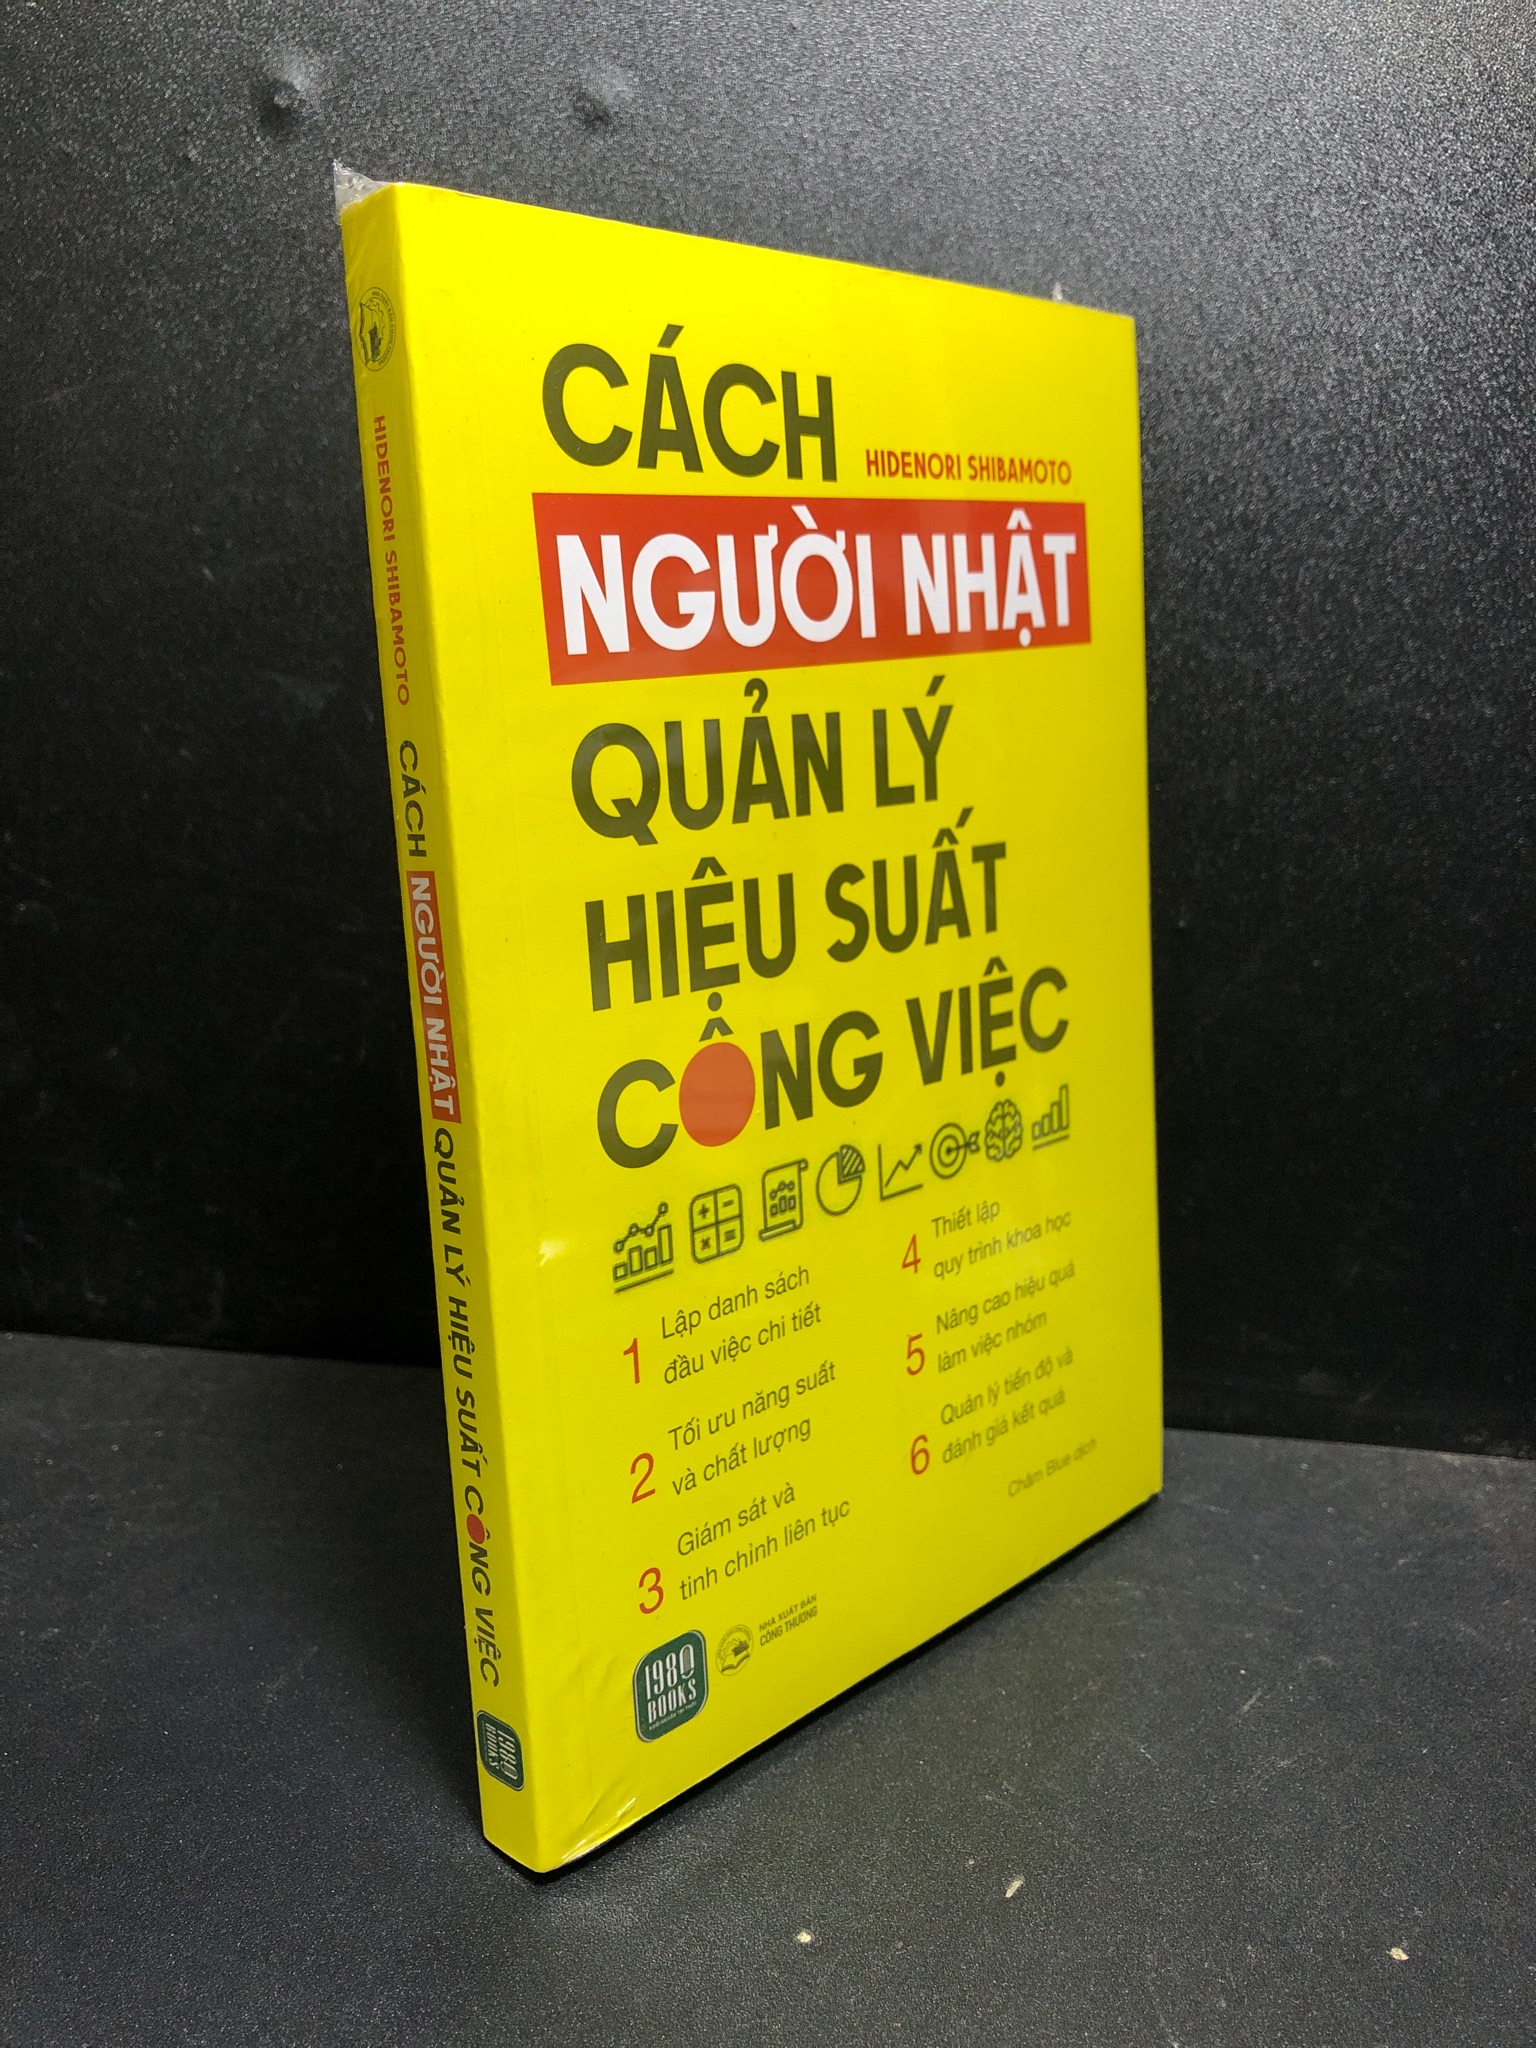 CÁCH
HIDENORI SHIBAMOTO
NGƯỜI NHẬT
QUẢN LÝ
HIỆU SUẤT
CÔNG VIỆC
1 Lập danh sách
đầu việc chi tiết
2 Tối ưu năng suất
và chất lượng
3 Giám sát và
tinh chỉnh liên tục
4 Thiết lập
quy trình khoa học
5 Nâng cao hiệu quả
làm việc nhóm
6 Quản lý tiến độ và
đánh giá kết quả
Châm Blue dịch
1980
BOOKS
NHÀ XUẤT BẢN
CÔNG THƯƠNG
HIDENORI SHIBAMOTO CÁCH NGƯỜI NHẬT QUẢN LÝ HIỆU SUẤT CÔNG VIỆC
1980
BOOKS